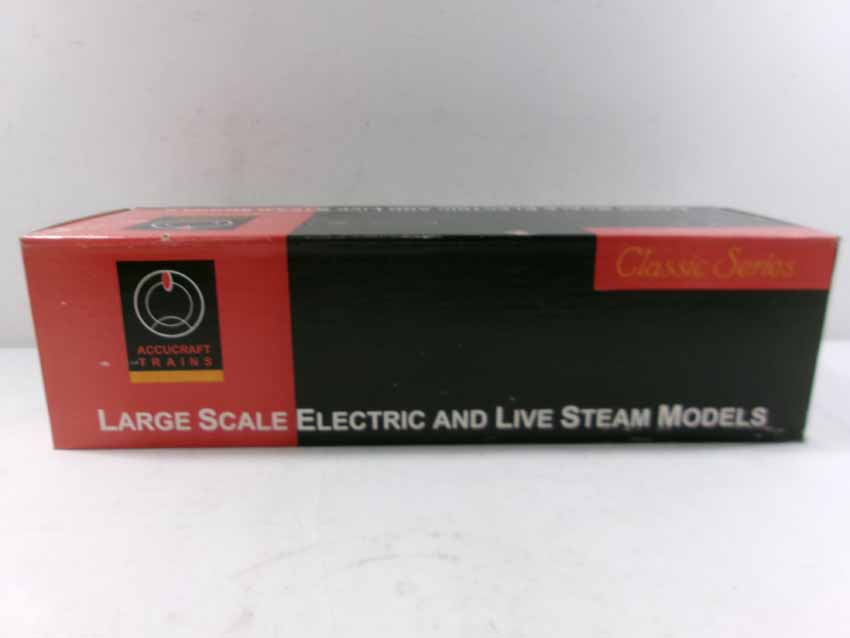 Classic Series
ACCUCRAFT
TRAINS
LARGE SCALE ELECTRIC AND LIVE STEAM MODELS